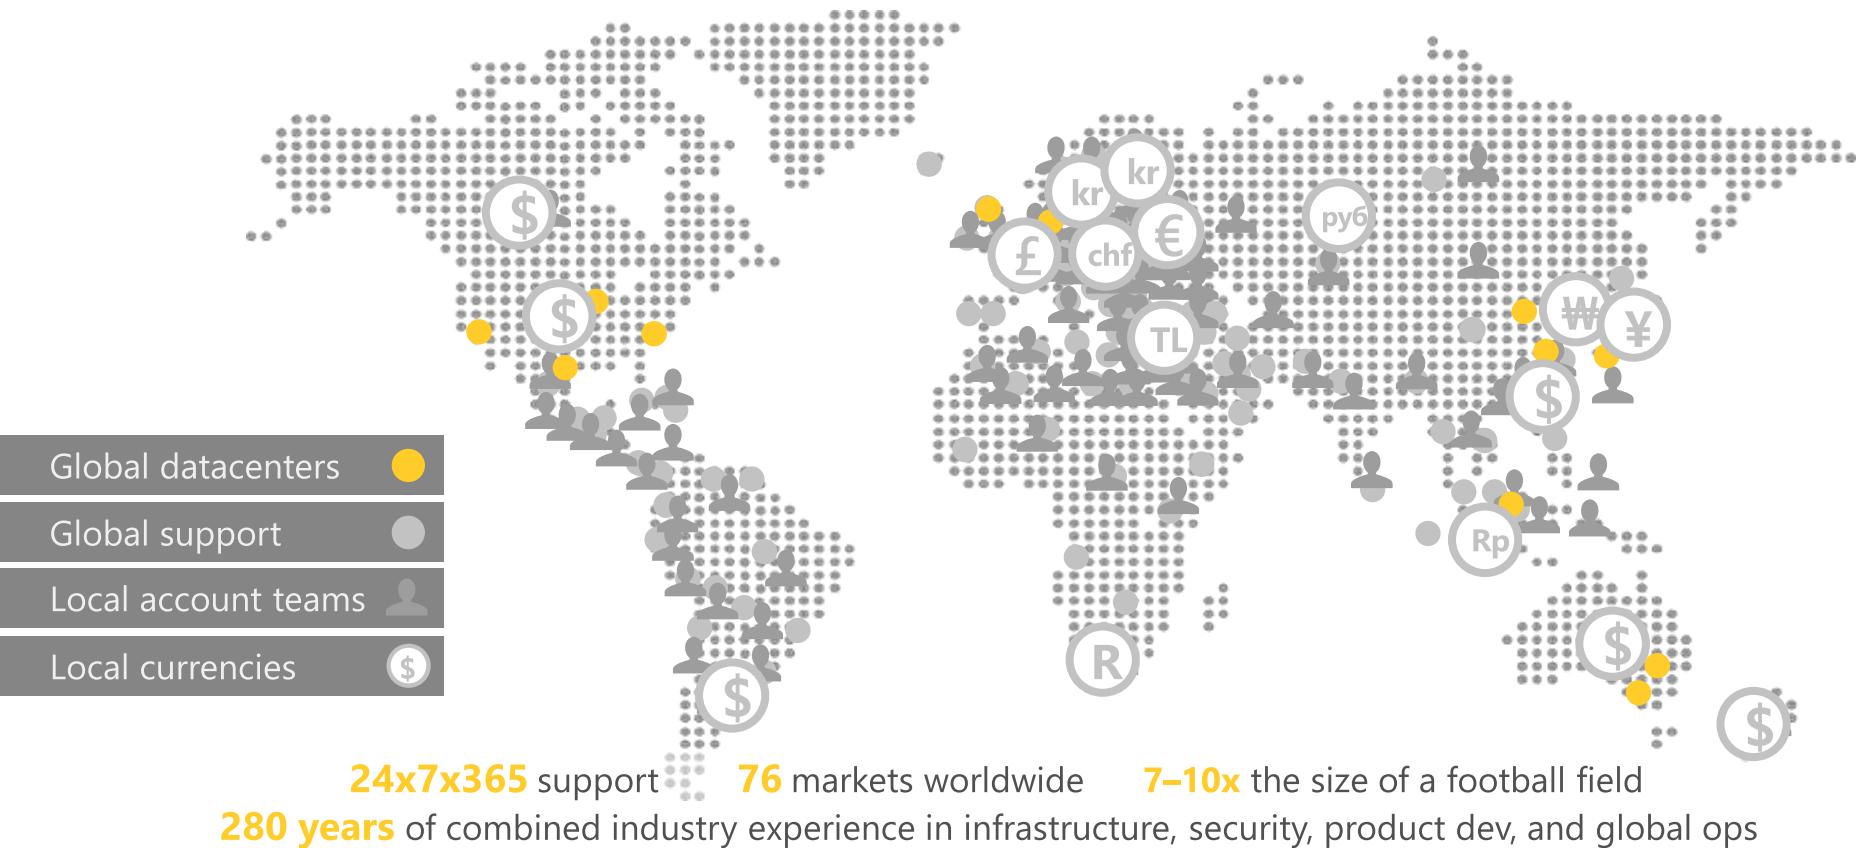 $
kr
kr
руб
€
£
chf
$
TL
₩
¥
$
Global datacenters
Global support
Rp
Local account teams
$
R
Local currencies $
$
$
24x7x365 support 76 markets worldwide 7–10x the size of a football field
280 years of combined industry experience in infrastructure, security, product dev, and global ops